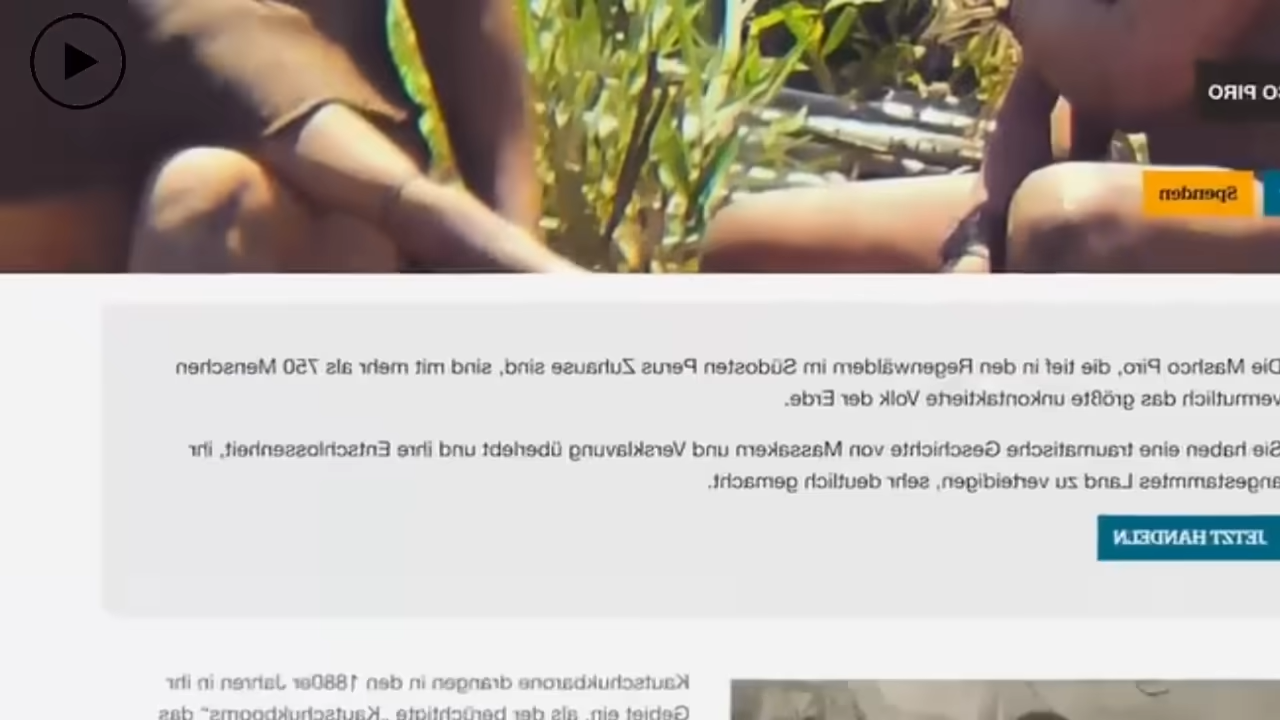 O PIRO
Spenden
Die Mashco Piro, die tief in den Regenwäldern im Südosten Perus Zuhause sind, sind mit mehr als 750 Menschen
vermutlich das größte unkontaktierte Volk der Erde.
Sie haben eine traumatische Geschichte von Massakern und Versklavung überlebt und ihre Entschlossenheit, ihr
angestammtes Land zu verteidigen, sehr deutlich gemacht.
JETZT HANDELN
Kautschukbarone drangen in den 1880er Jahren in ihr
Gebiet ein, als der berüchtigte „Kautschukbooms“ das